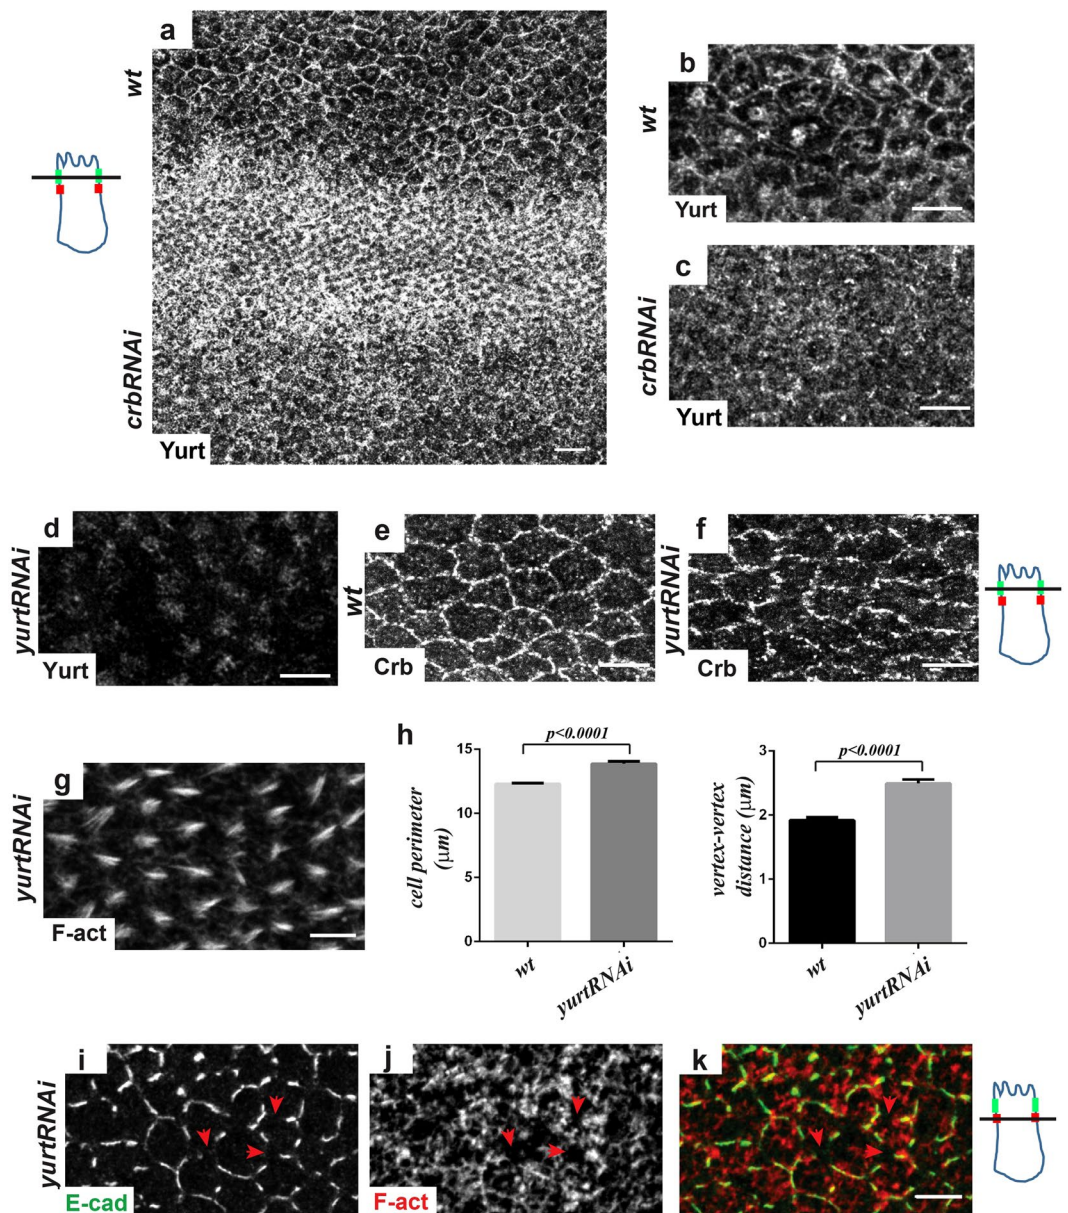 a
wt
crbRNAi
Yurt
b
wt
Yurt
c
crbRNAi
Yurt
d
yurtRNAi
Yurt
e
wt
Crb
f
yurtRNAi
Crb
g
yurtRNAi
F-act
h
p<0.0001
15
10
5
0
cell perimeter
(μm)
wt
yurtRNAi
p<0.0001
3
2
1
0
vertex-vertex
distance (μm)
wt
yurtRNAi
i
yurtRNAi
E-cad
j
F-act
k